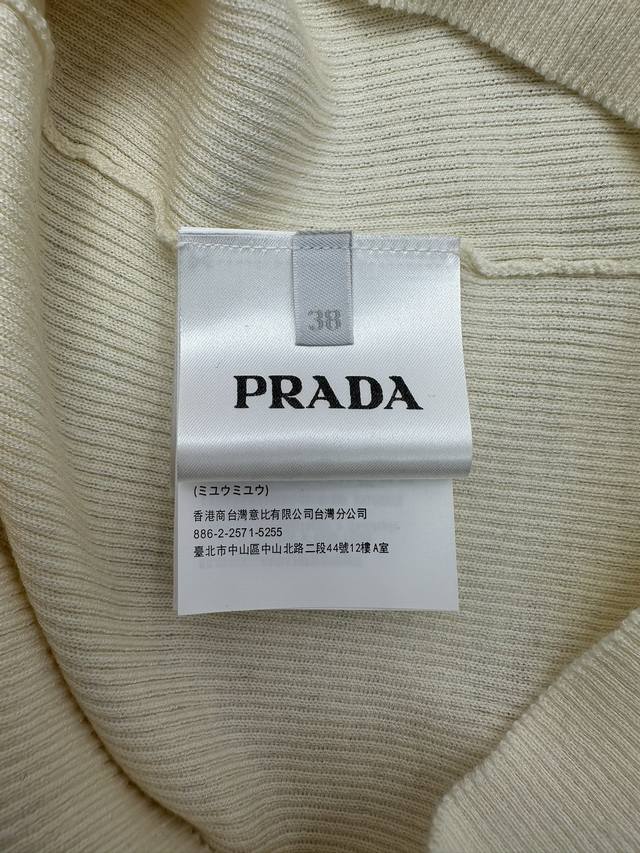 38
PRADA
(ミユウミユウ)
香港商台灣意比有限公司台灣分公司
886-2-2571-5255
臺北市中山區中山北路二段44號12樓A室